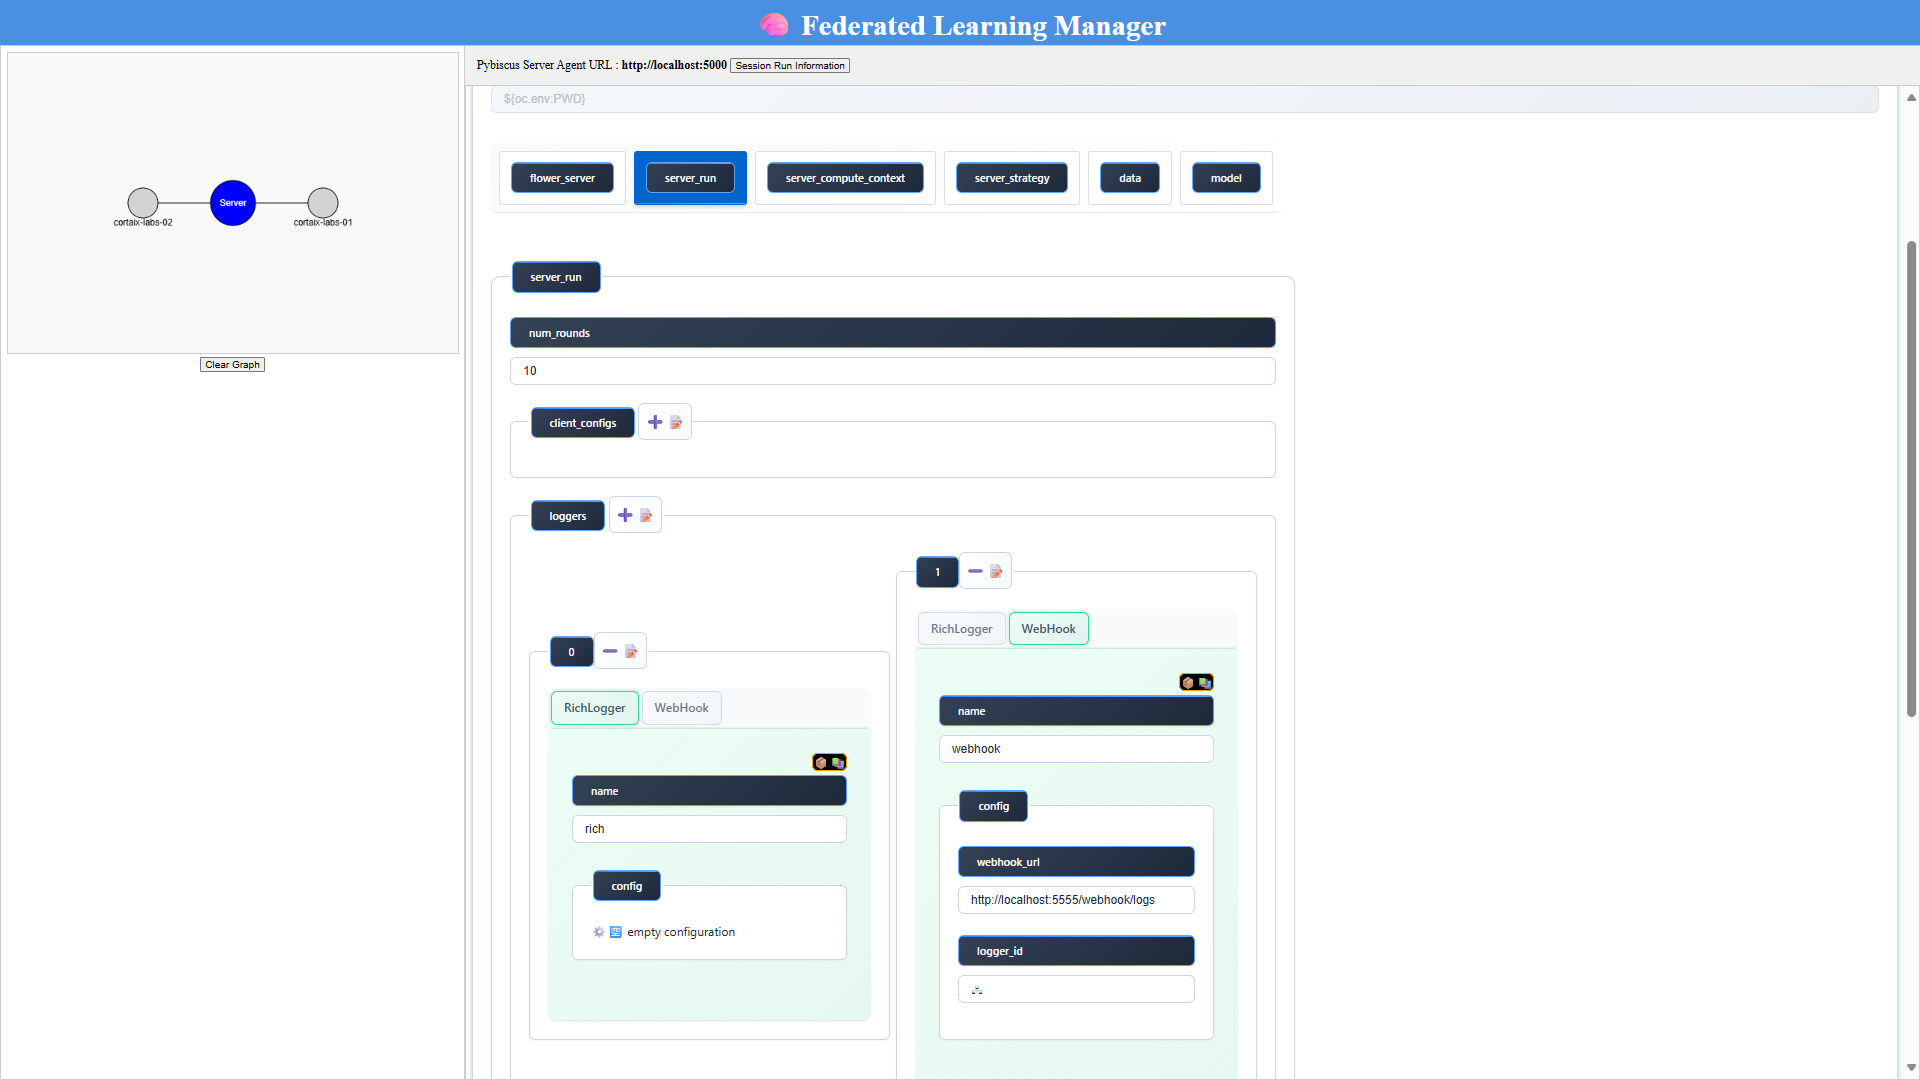 Federated Learning Manager
Pybiscus Server Agent URL : http://localhost:5000 Session Run Information
${oc.env:PWD}
flower_server server_run server_compute_context server_strategy data model
cortaix-labs-02 Server cortaix-labs-01
Clear Graph
server_run
num_rounds
10
client_configs
loggers
0
RichLogger WebHook
name
rich
config
empty configuration
1
RichLogger WebHook
name
webhook
config
webhook_url
http://localhost:5555/webhook/logs
logger_id